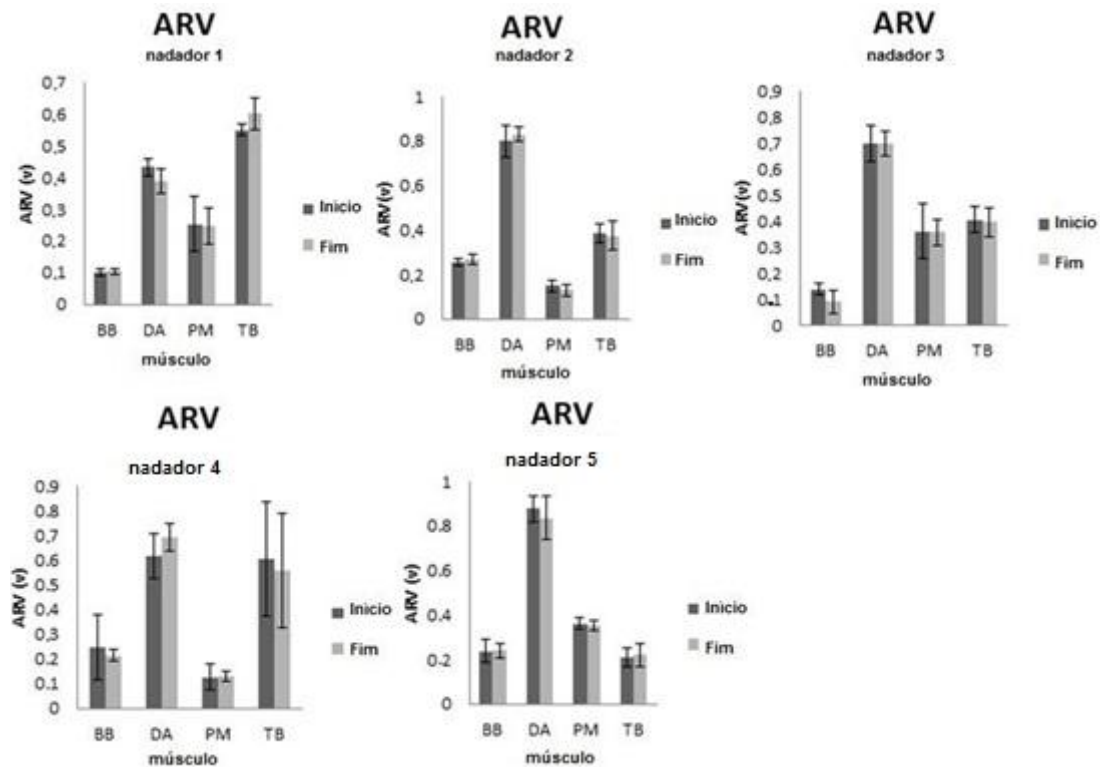 ARV
nadador 1
0,7
0,6
0,5
0,4
0,3
0,2
0,1
0
ARV (v)
BB DA PM TB
músculo
Inicio
Fim
ARV
nadador 2
1
0,8
0,6
0,4
0,2
0
ARV (v)
BB DA PM TB
músculo
Inicio
Fim
ARV
nadador 3
0,9
0,8
0,7
0,6
0,5
0,4
0,3
0,2
0,1
0
ARV (v)
BB DA PM TB
músculo
Inicio
Fim
ARV
nadador 4
0,9
0,8
0,7
0,6
0,5
0,4
0,3
0,2
0,1
0
ARV (v)
BB DA PM TB
músculo
Inicio
Fim
ARV
nadador 5
1
0,8
0,6
0,4
0,2
0
ARV (v)
BB DA PM TB
músculo
Inicio
Fim